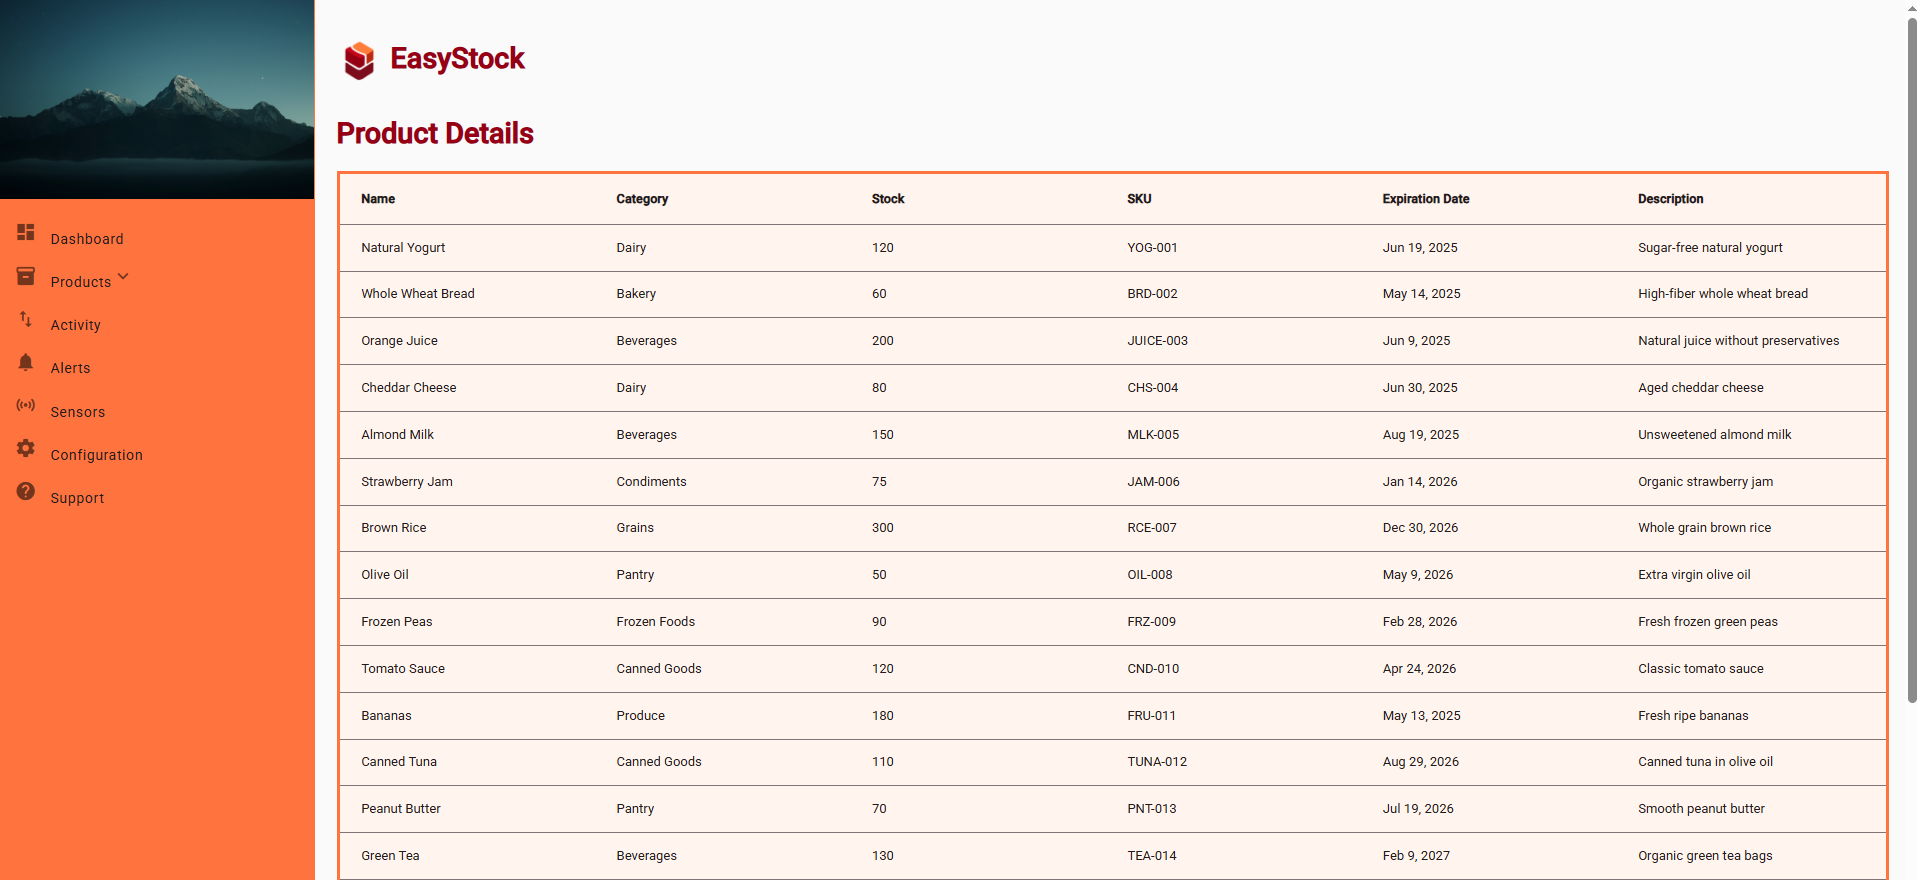 EasyStock
Product Details
Dashboard
Products
Activity
Alerts
Sensors
Configuration
Support
Name Category Stock SKU Expiration Date Description
Natural Yogurt Dairy 120 YOG-001 Jun 19, 2025 Sugar-free natural yogurt
Whole Wheat Bread Bakery 60 BRD-002 May 14, 2025 High-fiber whole wheat bread
Orange Juice Beverages 200 JUICE-003 Jun 9, 2025 Natural juice without preservatives
Cheddar Cheese Dairy 80 CHS-004 Jun 30, 2025 Aged cheddar cheese
Almond Milk Beverages 150 MLK-005 Aug 19, 2025 Unsweetened almond milk
Strawberry Jam Condiments 75 JAM-006 Jan 14, 2026 Organic strawberry jam
Brown Rice Grains 300 RCE-007 Dec 30, 2026 Whole grain brown rice
Olive Oil Pantry 50 OIL-008 May 9, 2026 Extra virgin olive oil
Frozen Peas Frozen Foods 90 FRZ-009 Feb 28, 2026 Fresh frozen green peas
Tomato Sauce Canned Goods 120 CND-010 Apr 24, 2026 Classic tomato sauce
Bananas Produce 180 FRU-011 May 13, 2025 Fresh ripe bananas
Canned Tuna Canned Goods 110 TUNA-012 Aug 29, 2026 Canned tuna in olive oil
Peanut Butter Pantry 70 PNT-013 Jul 19, 2026 Smooth peanut butter
Green Tea Beverages 130 TEA-014 Feb 9, 2027 Organic green tea bags